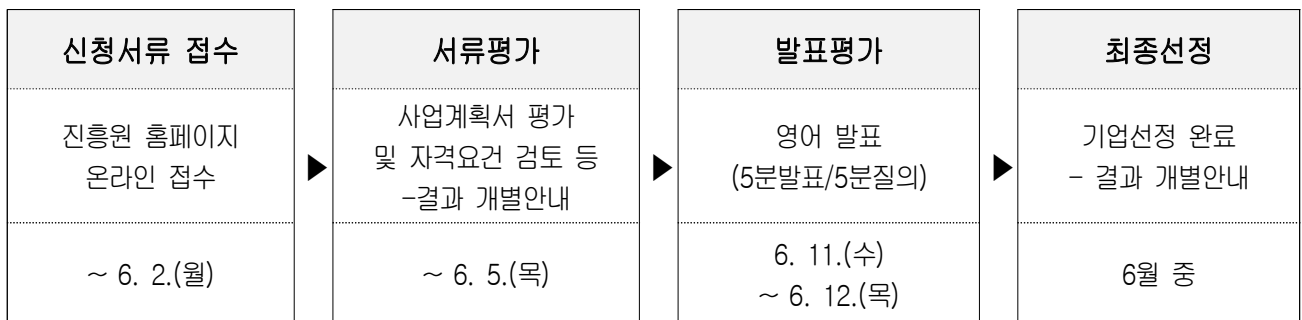 신청서류 접수
진흥원 홈페이지
온라인 접수
~ 6. 2.(월)
▶
서류평가
사업계획서 평가
및 자격요건 검토 등
-결과 개별안내
~ 6. 5.(목)
▶
발표평가
영어 발표
(5분발표/5분질의)
6. 11.(수)
~ 6. 12.(목)
▶
최종선정
기업선정 완료
- 결과 개별안내
6월 중